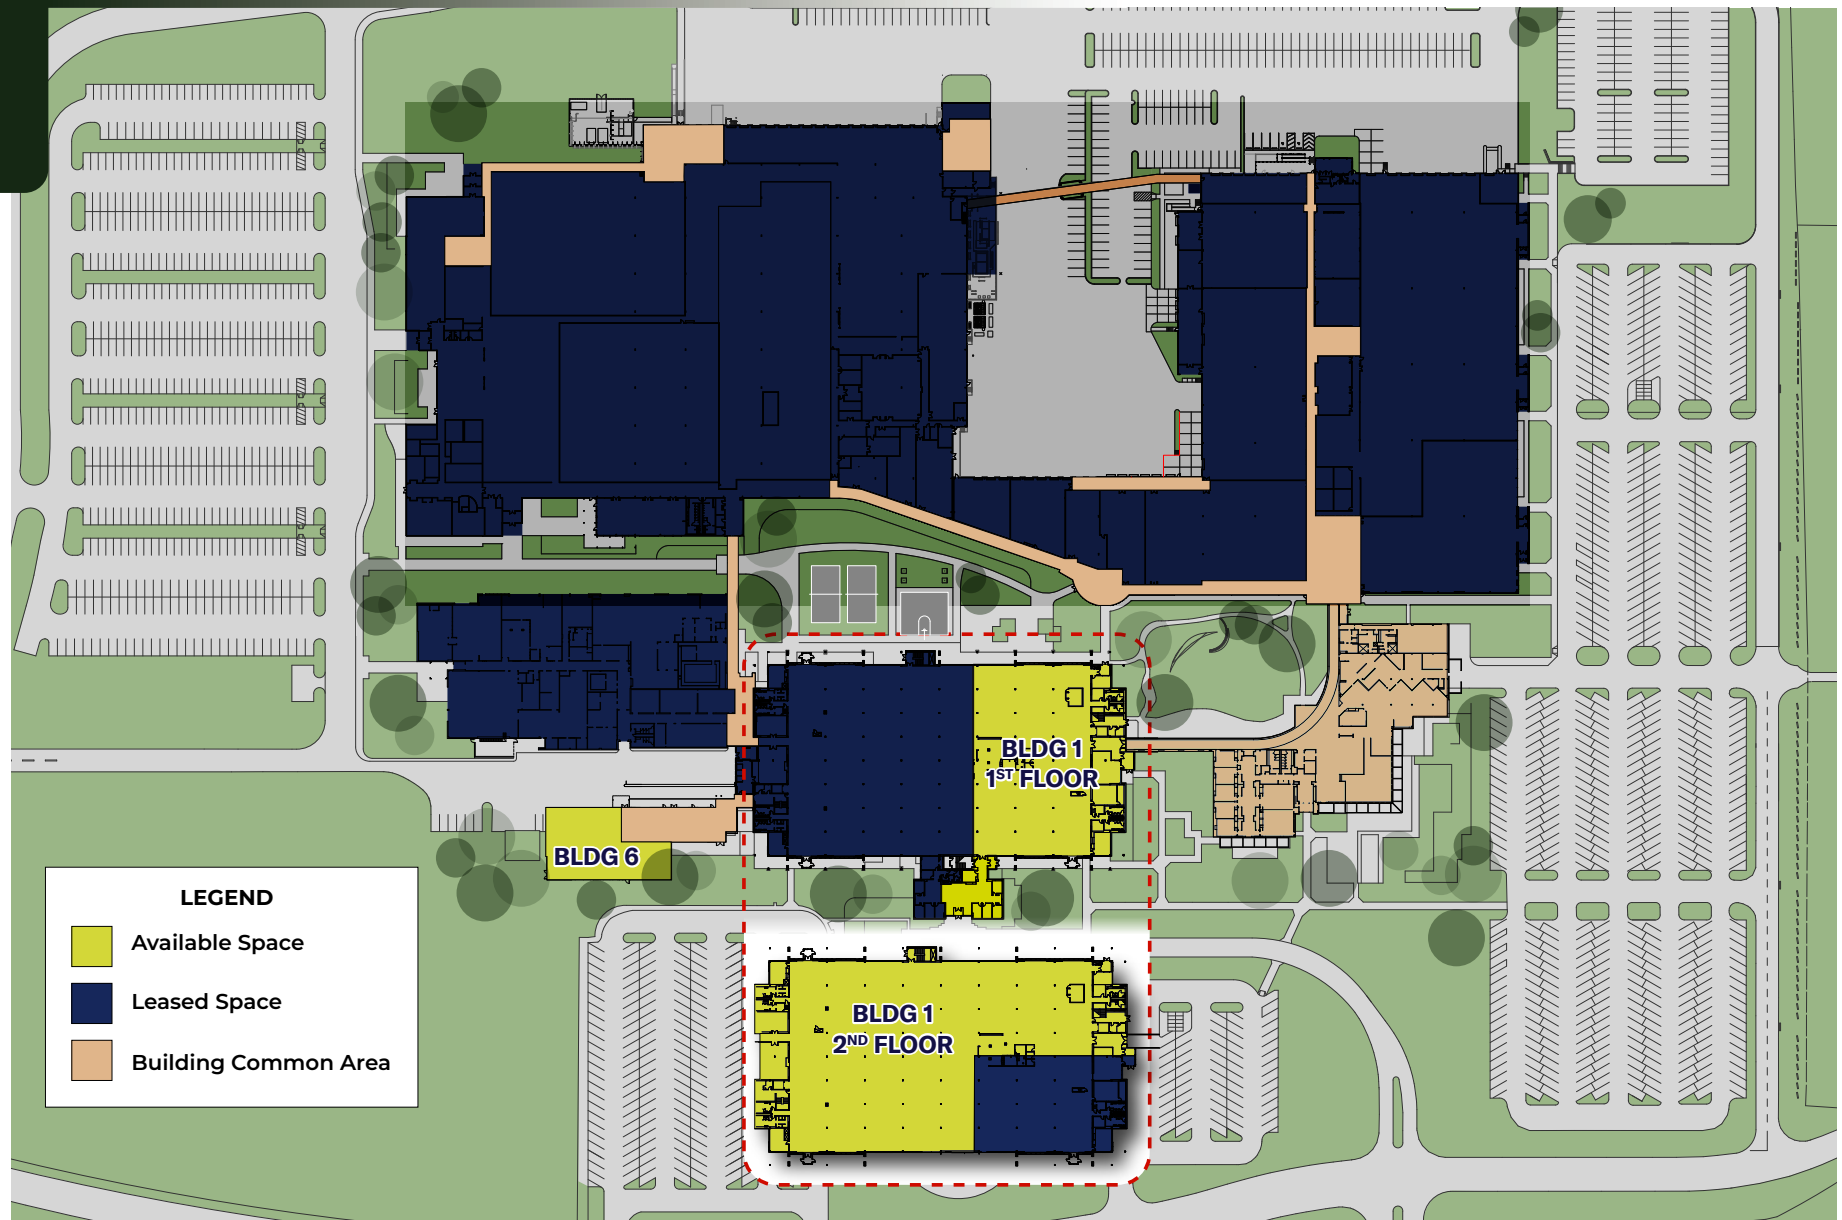 BLDG 1
1ST FLOOR
BLDG 6
BLDG 1
2ND FLOOR
LEGEND
Available Space
Leased Space
Building Common Area